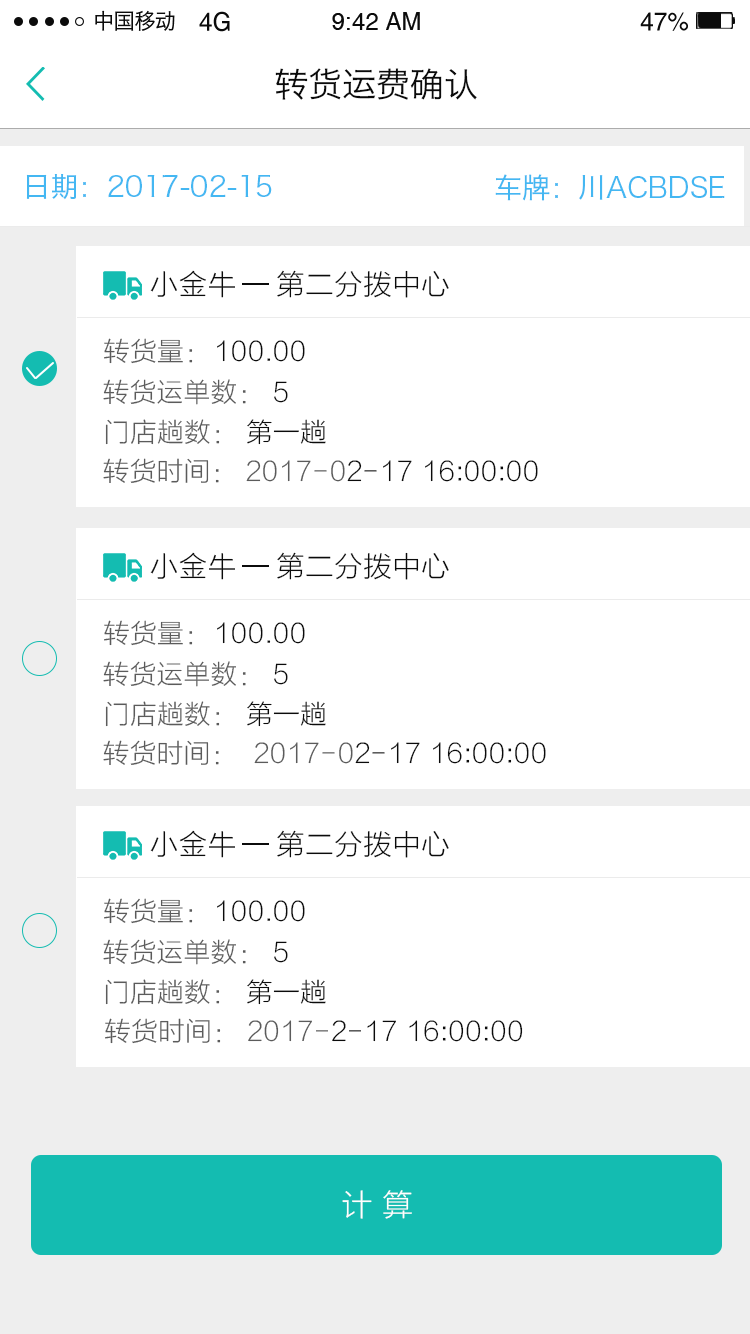 中国移动 4G 9:42 AM 47%
转货运费确认
日期：2017-02-15 车牌：川ACBDSE
小金牛 — 第二分拨中心
转货量：100.00
转货运单数：5
门店趟数：第一趟
转货时间：2017-02-17 16:00:00
小金牛 — 第二分拨中心
转货量：100.00
转货运单数：5
门店趟数：第一趟
转货时间：2017-02-17 16:00:00
小金牛 — 第二分拨中心
转货量：100.00
转货运单数：5
门店趟数：第一趟
转货时间：2017-2-17 16:00:00
计 算